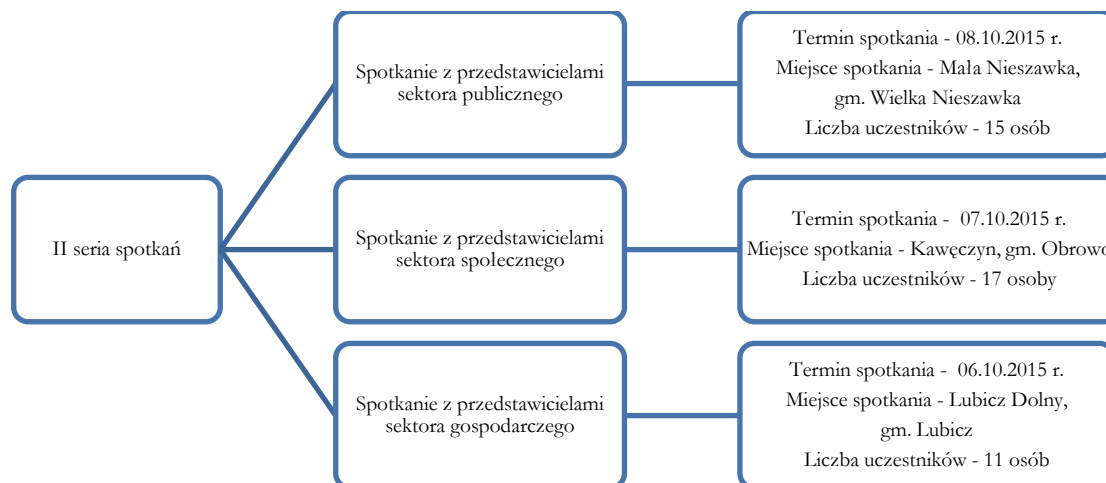 II seria spotkań
Spotkanie z przedstawicielami
sektora publicznego
Termin spotkania - 08.10.2015 r.
Miejsce spotkania - Mała Nieszawka,
gm. Wielka Nieszawka
Liczba uczestników - 15 osób
Spotkanie z przedstawicielami
sektora społecznego
Termin spotkania - 07.10.2015 r.
Miejsce spotkania - Kawęczyn, gm. Obrowo
Liczba uczestników - 17 osoby
Spotkanie z przedstawicielami
sektora gospodarczego
Termin spotkania - 06.10.2015 r.
Miejsce spotkania - Lubicz Dolny,
gm. Lubicz
Liczba uczestników - 11 osób